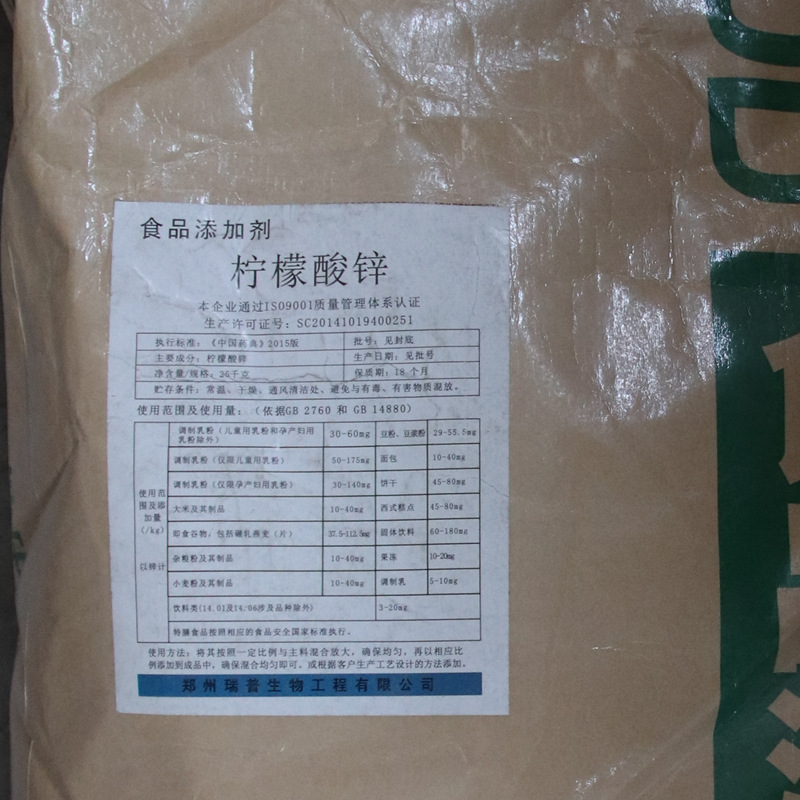 食品添加剂
柠檬酸锌
本企业通过ISO9001质量管理体系认证
生产许可证号：SC20141019400251
执行标准：《中国药典》2015版 批号：见封底
主要成分：柠檬酸锌 生产日期：见批号
净含量/规格：25千克 保质期：18个月
贮存条件：常温、干燥、通风清洁处、避免与有毒、有害物质混放。
使用范围及使用量：（依据GB 2760 和 GB 14880）
使用范围及添加量（/kg）
以锌计
调制乳粉（儿童用乳粉和孕产妇用乳粉除外） 30-60mg 豆粉、豆浆粉 29-55.5mg
调制乳粉（仅限儿童用乳粉） 50-175mg 面包 10-40mg
调制乳粉（仅限孕产妇用乳粉） 30-140mg 饼干 45-80mg
大米及其制品 10-40mg 西式糕点 45-80mg
即食谷物，包括碾轧燕麦（片） 37.5-112.5mg 固体饮料 60-180mg
杂粮粉及其制品 10-40mg 果冻 10-20mg
小麦粉及其制品 10-40mg 调制乳 5-10mg
饮料类(14.01及14.06涉及品种除外) 3-20mg
特膳食品按照相应的食品安全国家标准执行。
使用方法：将其按照一定比例与主料混合放大，确保均匀，再以相应比
例添加到成品中，确保混合均匀即可。或根据客户生产工艺设计的方法添加。
郑州瑞普生物工程有限公司